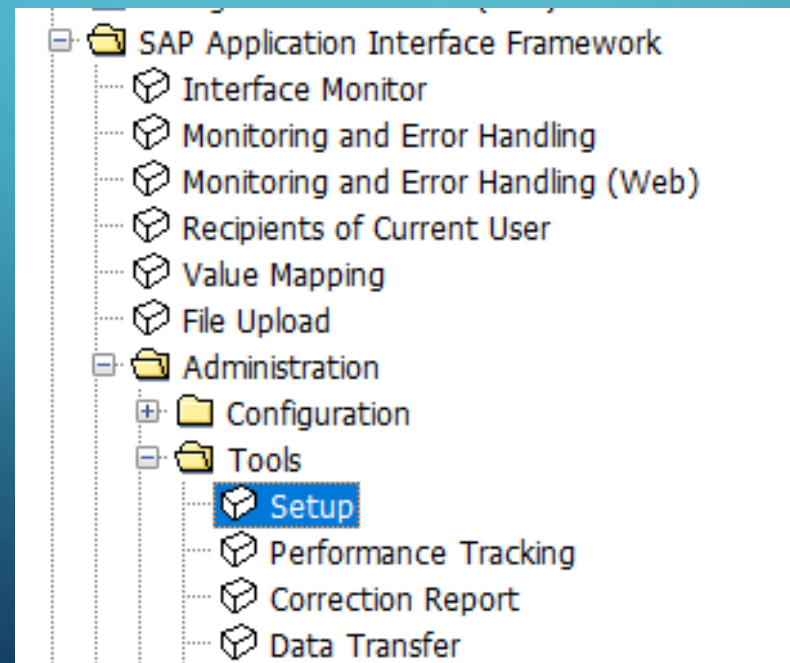 SAP Application Interface Framework
Interface Monitor
Monitoring and Error Handling
Monitoring and Error Handling (Web)
Recipients of Current User
Value Mapping
File Upload
Administration
Configuration
Tools
Setup
Performance Tracking
Correction Report
Data Transfer